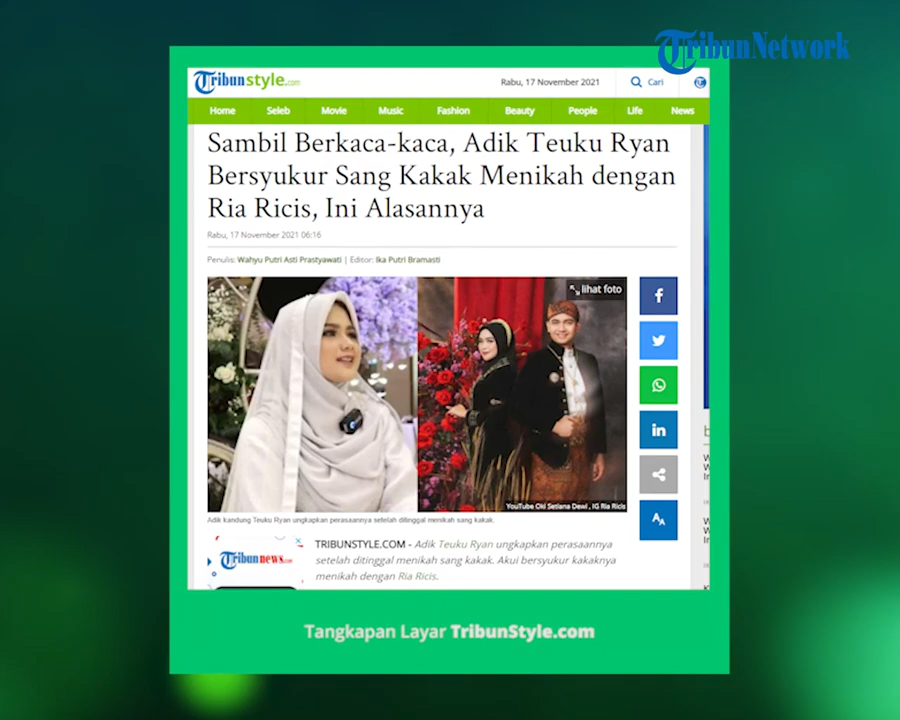 TribunNetwork
Tribunstyle.com
Rabu, 17 November 2021
Cari
Home Seleb Movie Music Fashion Beauty People Life News
Sambil Berkaca-kaca, Adik Teuku Ryan
Bersyukur Sang Kakak Menikah dengan
Ria Ricis, Ini Alasannya
Rabu, 17 November 2021 06:16
Penulis: Wahyu Putri Asti Prastyawati | Editor: Ika Putri Bramasti
lihat foto
YouTube Oki Setiana Dewi , IG Ria Ricis
Adik kandung Teuku Ryan ungkapkan perasaannya setelah ditinggal menikah sang kakak.
Tribunnews.com
TRIBUNSTYLE.COM - Adik Teuku Ryan ungkapkan perasaannya
setelah ditinggal menikah sang kakak. Akui bersyukur kakaknya
menikah dengan Ria Ricis.
Tangkapan Layar TribunStyle.com